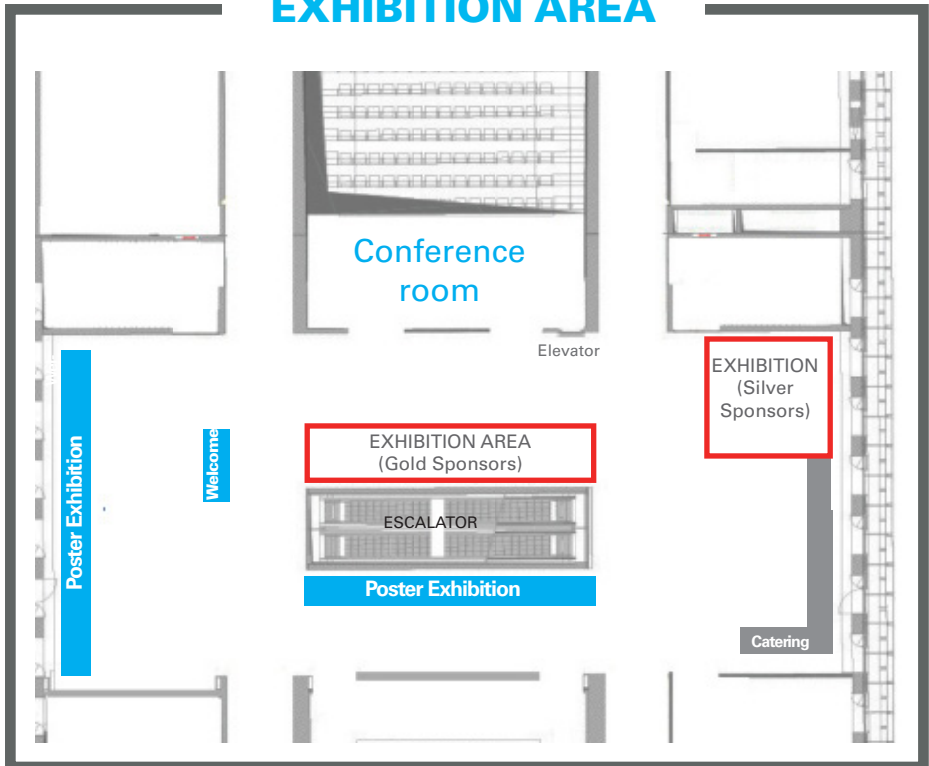 EXHIBITION AREA
Conference
room
Elevator
EXHIBITION
(Silver
Sponsors)
EXHIBITION AREA
(Gold Sponsors)
Welcome
Poster Exhibition
ESCALATOR
Poster Exhibition
Catering